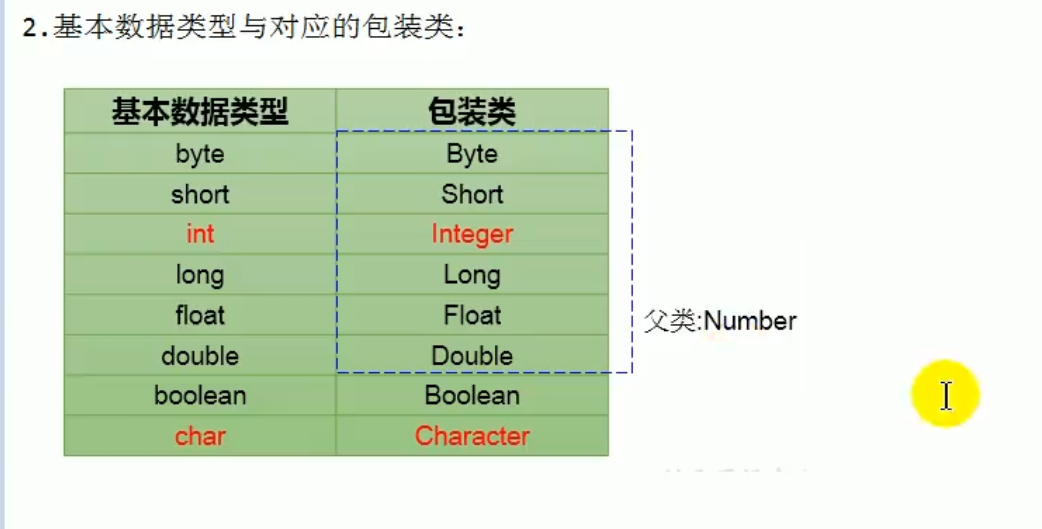 2.基本数据类型与对应的包装类：
基本数据类型 包装类
byte Byte
short Short
int Integer
long Long
float Float
double Double
boolean Boolean
char Character
父类:Number